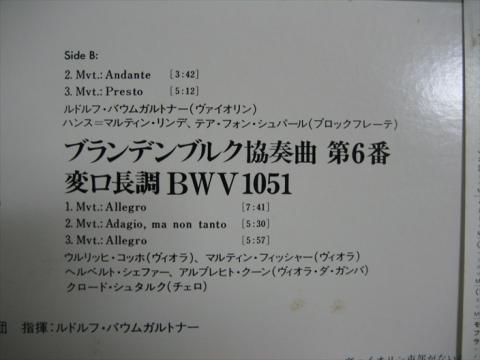 Side B:
2. Mvt.: Andante [3:42]
3. Mvt.: Presto [5:12]
ルドルフ・バウムガルトナー(ヴァイオリン)
ハンス=マルティン・リンデ、テア・フォン・シュパール(ブロックフレーテ)
ブランデンブルク協奏曲 第6番
変ロ長調 BWV 1051
1. Mvt.: Allegro [7:41]
2. Mvt.: Adagio, ma non tanto [5:30]
3. Mvt.: Allegro [5:57]
ウルリッヒ・コッホ(ヴィオラ)、マルティン・フィッシャー(ヴィオラ)
ヘルベルト・シェファー、アルブレヒト・クーン(ヴィオラ・ダ・ガンバ)
クロード・シュタルク(チェロ)
団 指揮:ルドルフ・バウムガルトナー